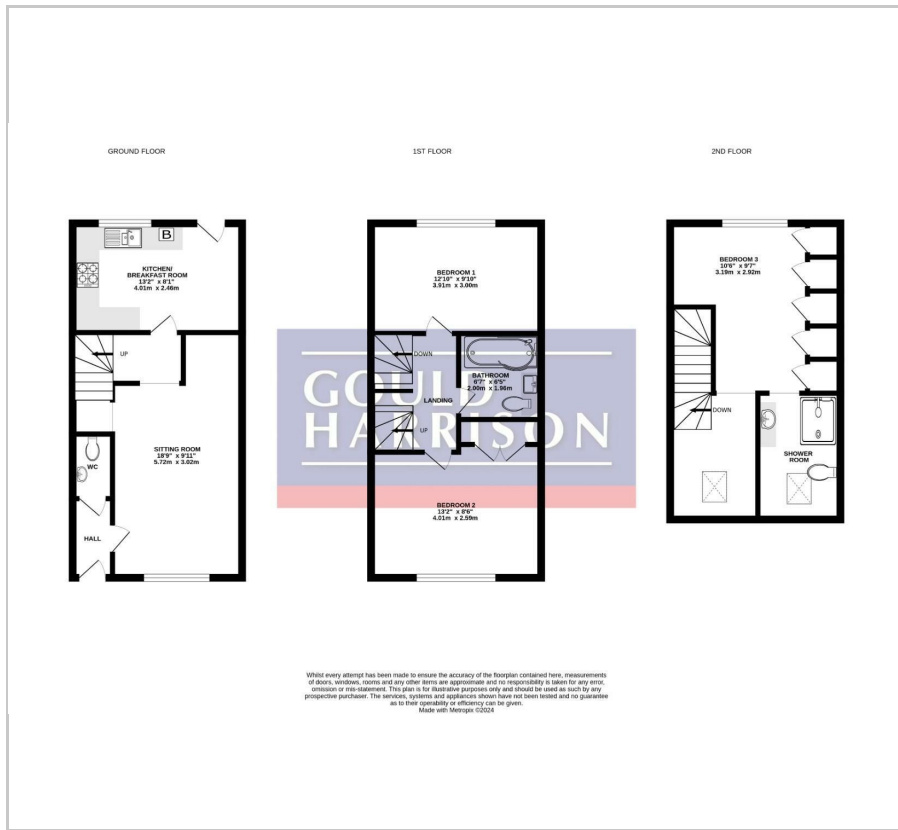 GROUND FLOOR
1ST FLOOR
2ND FLOOR
B
KITCHEN/
BREAKFAST ROOM
13'2" x 8'1"
4.01m x 2.46m
UP
SITTING ROOM
18'9" x 9'11"
5.72m x 3.02m
WC
HALL
BEDROOM 1
12'10" x 9'10"
3.91m x 3.00m
DOWN
BATHROOM
6'7" x 6'5"
2.00m x 1.96m
LANDING
UP
BEDROOM 2
13'2" x 8'6"
4.01m x 2.59m
GOULD
HARRISON
BEDROOM 3
10'6" x 9'7"
3.19m x 2.92m
DOWN
SHOWER
ROOM
Whilst every attempt has been made to ensure the accuracy of the floorplan contained here, measurements
of doors, windows, rooms and any other items are approximate and no responsibility is taken for any error,
omission or mis-statement. This plan is for illustrative purposes only and should be used as such by any
prospective purchaser. The services, systems and appliances shown have not been tested and no guarantee
as to their operability or efficiency can be given.
Made with Metropix ©2024